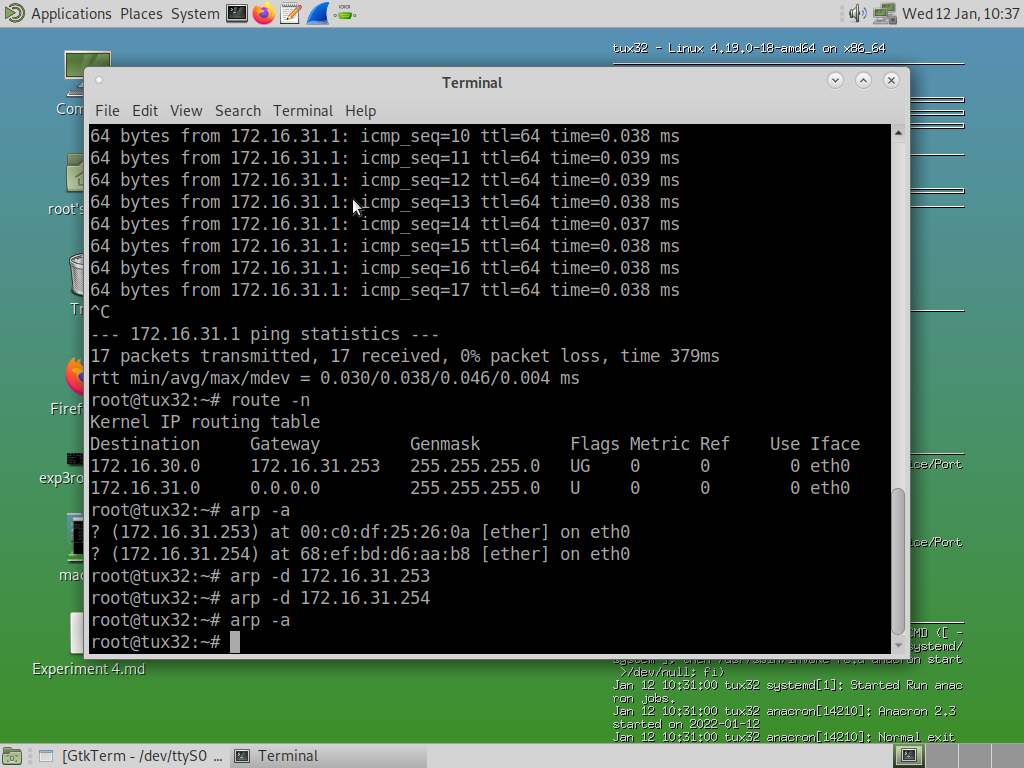 Applications Places System Wed 12 Jan, 10:37
tux32 - Linux 4.19.0-18-amd64 on x86_64
Terminal
File Edit View Search Terminal Help
64 bytes from 172.16.31.1: icmp_seq=10 ttl=64 time=0.038 ms
64 bytes from 172.16.31.1: icmp_seq=11 ttl=64 time=0.039 ms
64 bytes from 172.16.31.1: icmp_seq=12 ttl=64 time=0.039 ms
64 bytes from 172.16.31.1: icmp_seq=13 ttl=64 time=0.038 ms
64 bytes from 172.16.31.1: icmp_seq=14 ttl=64 time=0.037 ms
64 bytes from 172.16.31.1: icmp_seq=15 ttl=64 time=0.038 ms
64 bytes from 172.16.31.1: icmp_seq=16 ttl=64 time=0.038 ms
64 bytes from 172.16.31.1: icmp_seq=17 ttl=64 time=0.038 ms
^C
--- 172.16.31.1 ping statistics ---
17 packets transmitted, 17 received, 0% packet loss, time 379ms
rtt min/avg/max/mdev = 0.030/0.038/0.046/0.004 ms
root@tux32:~# route -n
Kernel IP routing table
Destination     Gateway         Genmask         Flags Metric Ref    Use Iface
172.16.30.0     172.16.31.253   255.255.255.0   UG    0      0        0 eth0
172.16.31.0     0.0.0.0         255.255.255.0   U     0      0        0 eth0
root@tux32:~# arp -a
? (172.16.31.253) at 00:c0:df:25:26:0a [ether] on eth0
? (172.16.31.254) at 68:ef:bd:d6:aa:b8 [ether] on eth0
root@tux32:~# arp -d 172.16.31.253
root@tux32:~# arp -d 172.16.31.254
root@tux32:~# arp -a
root@tux32:~#
Com
root's
Tr
Firef
exp3ro
mac
Experiment 4.md
ice/Port
ice/Port
CMD ([ -
systemd/
start
>/dev/null; fi)
Jan 12 10:31:00 tux32 systemd[1]: Started Run anac
ron jobs.
Jan 12 10:31:00 tux32 anacron[14210]: Anacron 2.3
started on 2022-01-12
Jan 12 10:31:00 tux32 anacron[14210]: Normal exit
[GtkTerm - /dev/ttyS0 ... Terminal